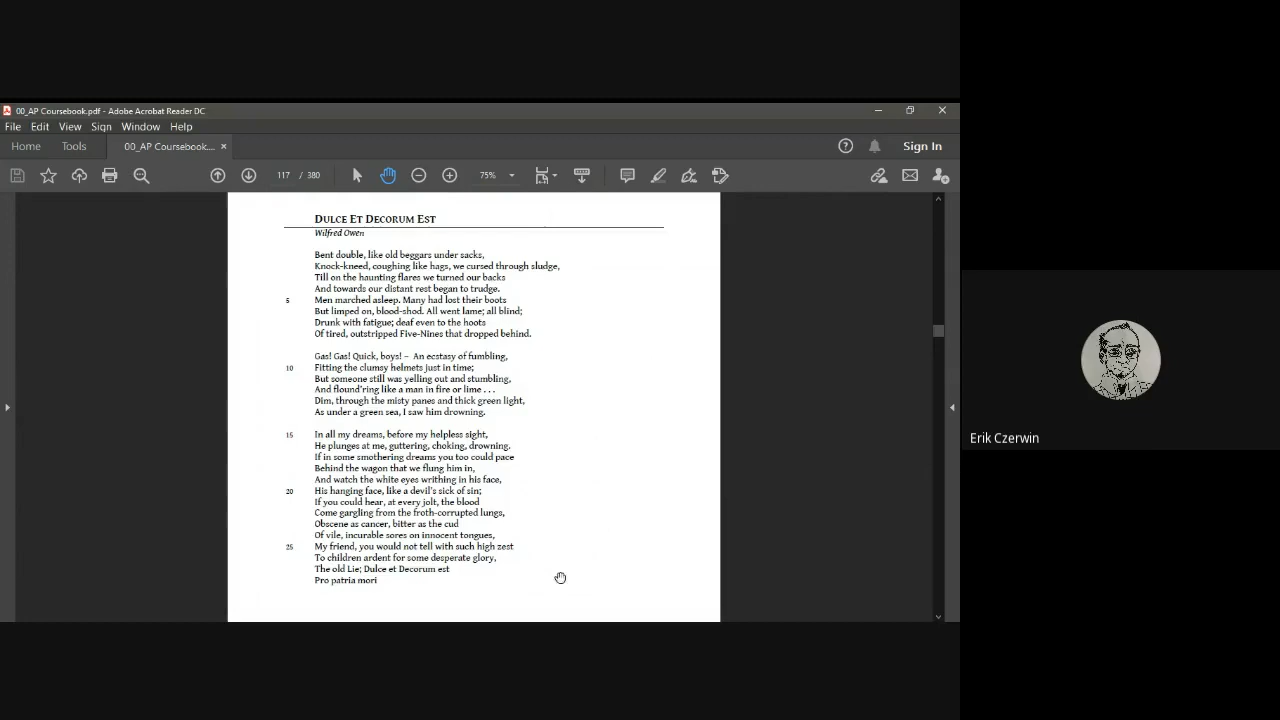 00_AP Coursebook.pdf - Adobe Acrobat Reader DC
File Edit View Sign Window Help
Home Tools 00_AP Coursebook.... × Sign In
117 / 380 75%
DULCE ET DECORUM EST
Wilfred Owen
Bent double, like old beggars under sacks,
Knock-kneed, coughing like hags, we cursed through sludge,
Till on the haunting flares we turned our backs
And towards our distant rest began to trudge.
5 Men marched asleep. Many had lost their boots
But limped on, blood-shod. All went lame; all blind;
Drunk with fatigue; deaf even to the hoots
Of tired, outstripped Five-Nines that dropped behind.
Gas! Gas! Quick, boys! – An ecstasy of fumbling,
10 Fitting the clumsy helmets just in time;
But someone still was yelling out and stumbling,
And flound'ring like a man in fire or lime . . .
Dim, through the misty panes and thick green light,
As under a green sea, I saw him drowning.
15 In all my dreams, before my helpless sight,
He plunges at me, guttering, choking, drowning.
If in some smothering dreams you too could pace
Behind the wagon that we flung him in,
And watch the white eyes writhing in his face,
20 His hanging face, like a devil's sick of sin;
If you could hear, at every jolt, the blood
Come gargling from the froth-corrupted lungs,
Obscene as cancer, bitter as the cud
Of vile, incurable sores on innocent tongues,
25 My friend, you would not tell with such high zest
To children ardent for some desperate glory,
The old Lie; Dulce et Decorum est
Pro patria mori
Erik Czerwin